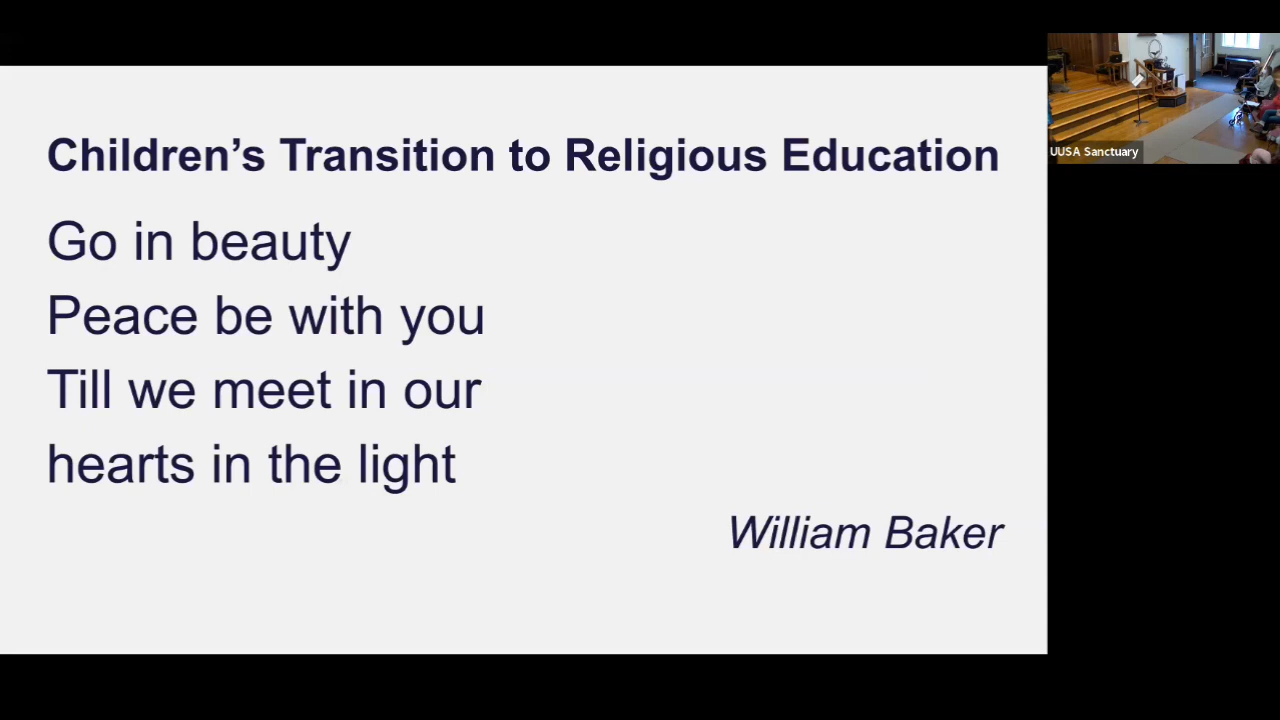 Children’s Transition to Religious Education
Go in beauty
Peace be with you
Till we meet in our
hearts in the light
William Baker
UUSA Sanctuary